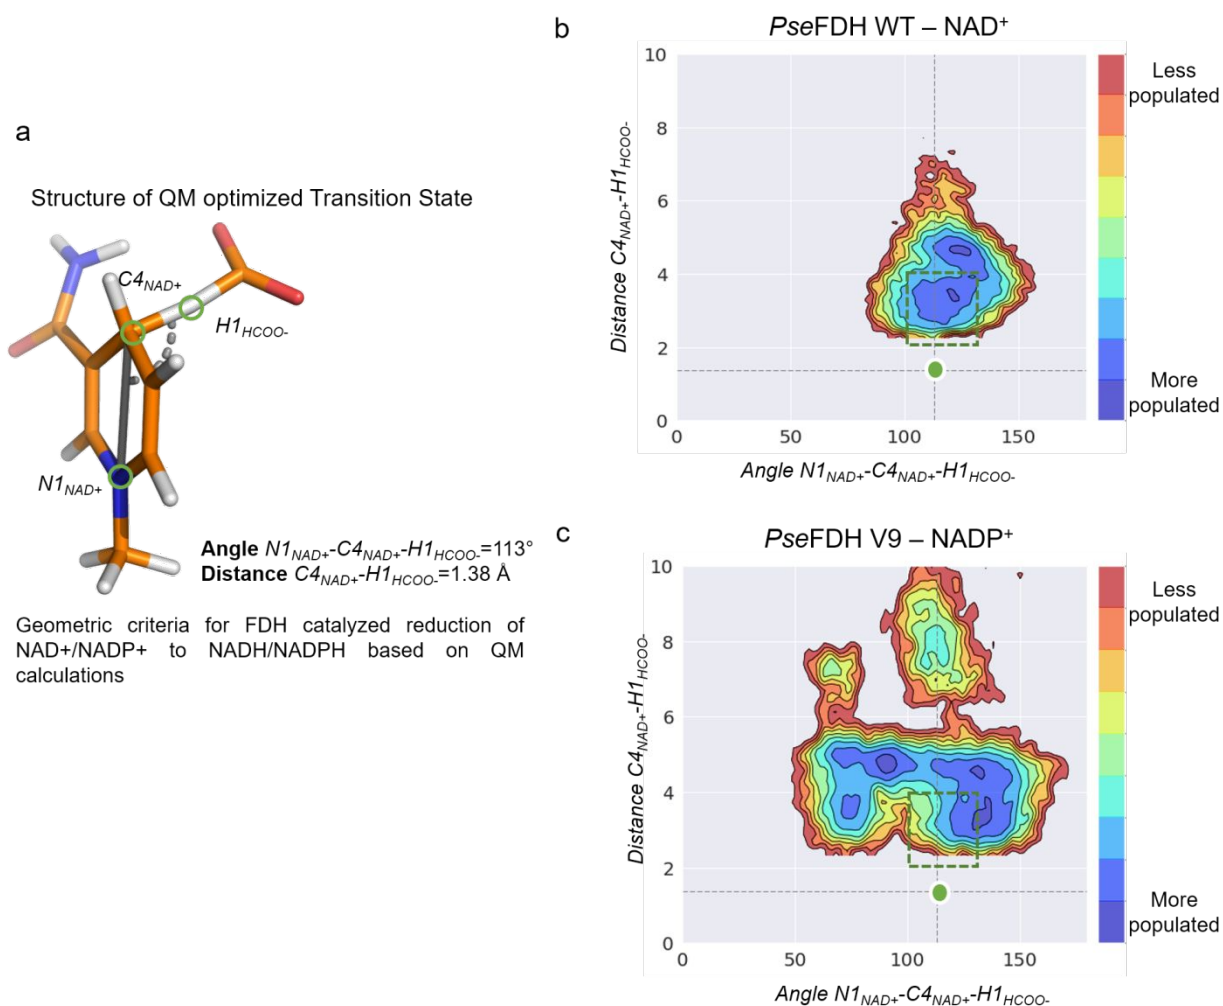 a
Structure of QM optimized Transition State
C4NAD+
H1HCOO-
N1NAD+
Angle N1NAD+-C4NAD+-H1HCOO-=113°
Distance C4NAD+-H1HCOO-=1.38 Å
Geometric criteria for FDH catalyzed reduction of
NAD+/NADP+ to NADH/NADPH based on QM
calculations
b
PseFDH WT – NAD+
Distance C4NAD+-H1HCOO-
10
8
6
4
2
0
0 50 100 150
Angle N1NAD+-C4NAD+-H1HCOO-
Less
populated
More
populated
c
PseFDH V9 – NADP+
Distance C4NAD+-H1HCOO-
10
8
6
4
2
0
0 50 100 150
Angle N1NAD+-C4NAD+-H1HCOO-
Less
populated
More
populated